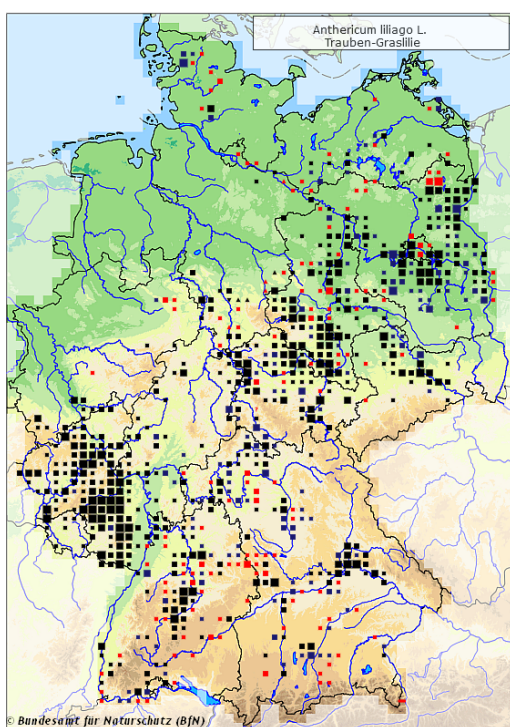 Anthericum liliago L.
Trauben-Graslilie
© Bundesamt für Naturschutz (BfN)